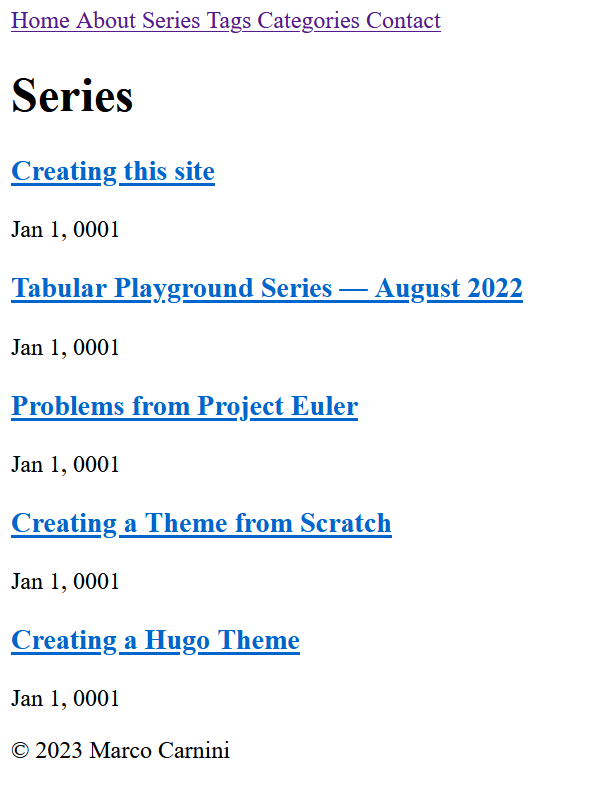 Home About Series Tags Categories Contact
Series
Creating this site
Jan 1, 0001
Tabular Playground Series — August 2022
Jan 1, 0001
Problems from Project Euler
Jan 1, 0001
Creating a Theme from Scratch
Jan 1, 0001
Creating a Hugo Theme
Jan 1, 0001
© 2023 Marco Carnini